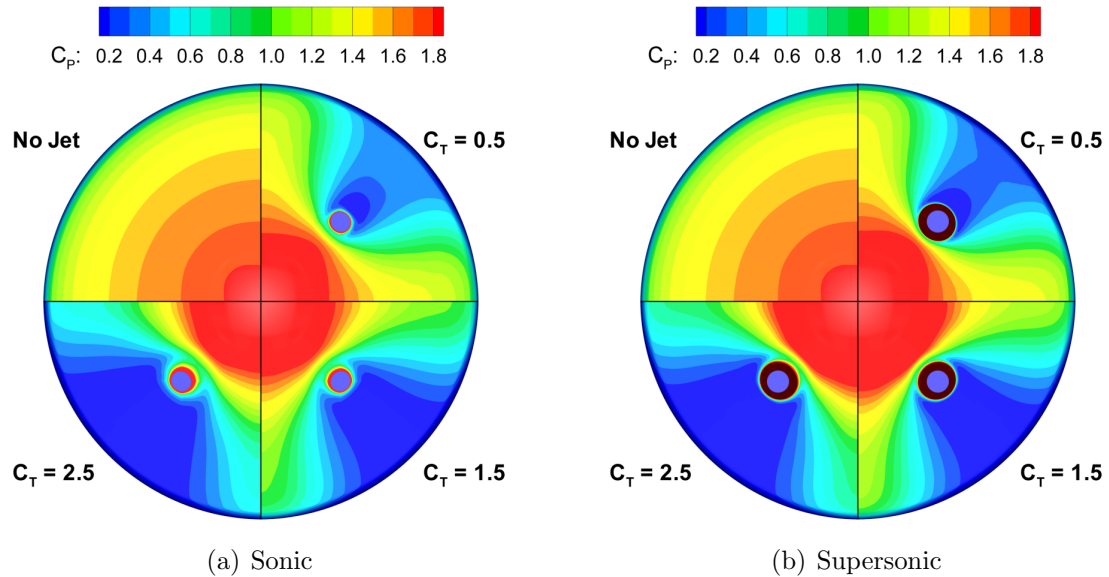 C_P: 0.2 0.4 0.6 0.8 1.0 1.2 1.4 1.6 1.8
No Jet
C_T = 0.5
C_T = 2.5
C_T = 1.5
(a) Sonic
C_P: 0.2 0.4 0.6 0.8 1.0 1.2 1.4 1.6 1.8
No Jet
C_T = 0.5
C_T = 2.5
C_T = 1.5
(b) Supersonic